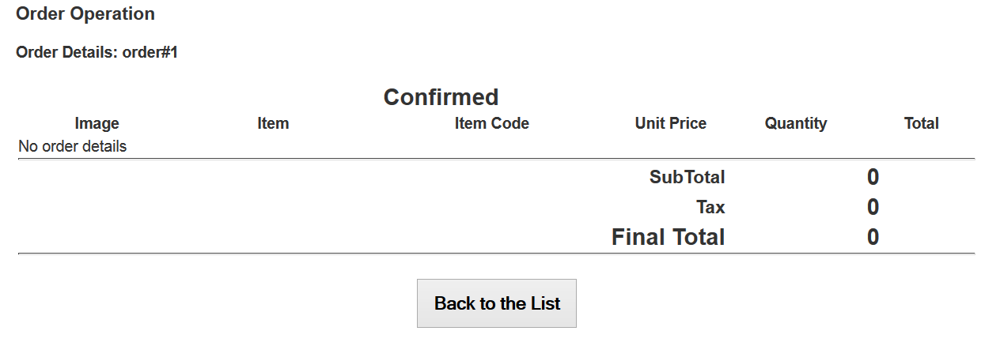 Order Operation
Order Details: order#1
Confirmed
Image Item Item Code Unit Price Quantity Total
No order details
SubTotal 0
Tax 0
Final Total 0
Back to the List